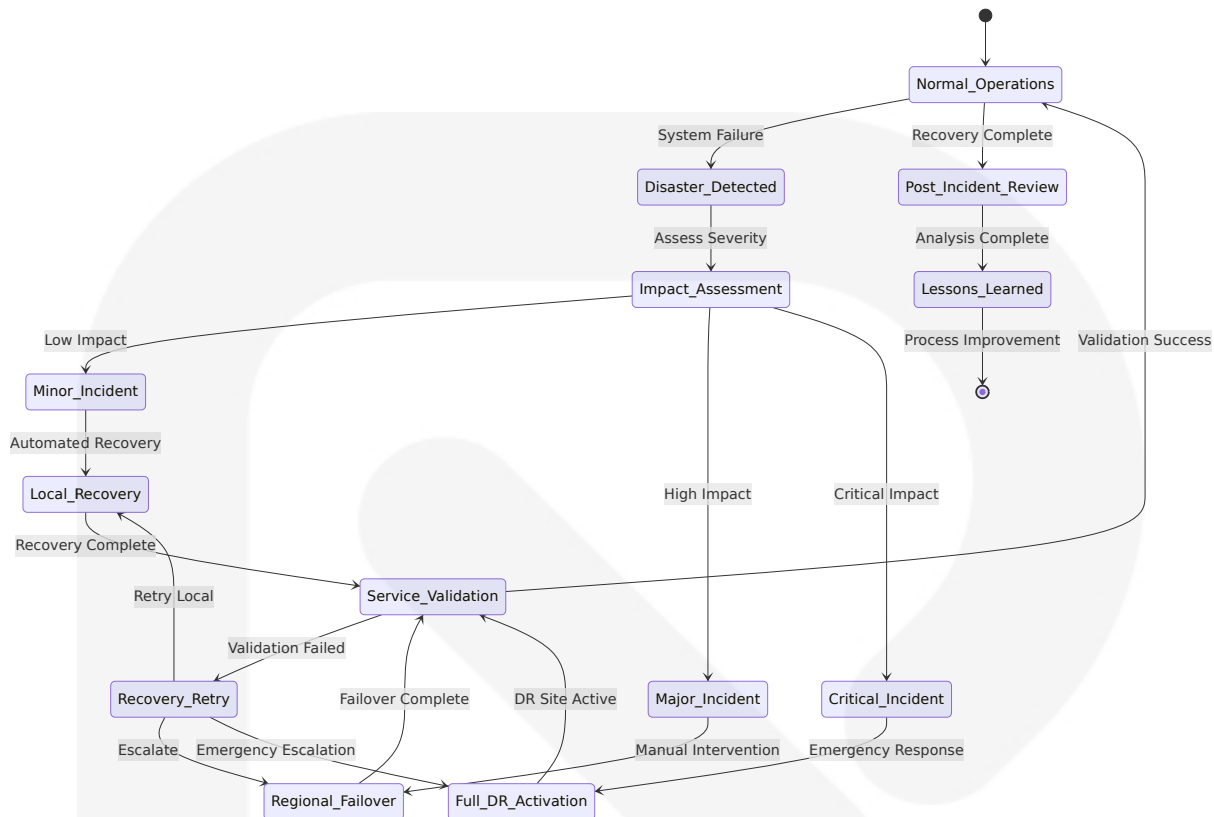 Normal_Operations
System Failure
Recovery Complete
Disaster_Detected
Post_Incident_Review
Assess Severity
Analysis Complete
Impact_Assessment
Lessons_Learned
Low Impact
Process Improvement
Validation Success
Minor_Incident
Automated Recovery
Local_Recovery
High Impact
Critical Impact
Recovery Complete
Retry Local
Service_Validation
Validation Failed
Recovery_Retry
Failover Complete
DR Site Active
Major_Incident
Critical_Incident
Escalate
Emergency Escalation
Manual Intervention
Emergency Response
Regional_Failover
Full_DR_Activation